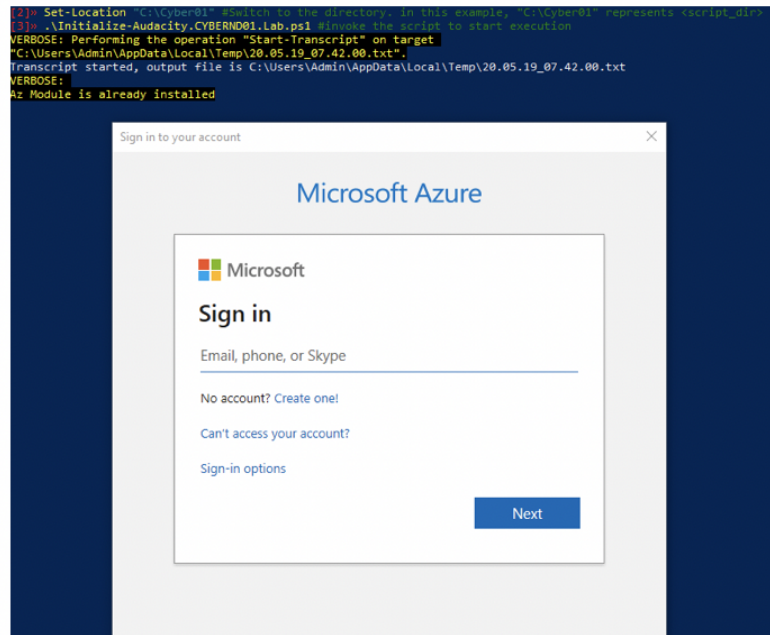 [2]» Set-Location "C:\Cyber01" #Switch to the directory. in this example, "C:\Cyber01" represents <script_dir>
[3]» .\Initialize-Audacity.CYBERND01.Lab.ps1 #invoke the script to start execution
VERBOSE: Performing the operation "Start-Transcript" on target
"C:\Users\Admin\AppData\Local\Temp\20.05.19_07.42.00.txt".
Transcript started, output file is C:\Users\Admin\AppData\Local\Temp\20.05.19_07.42.00.txt
VERBOSE:
Az Module is already installed
Sign in to your account
Microsoft Azure
Microsoft
Sign in
Email, phone, or Skype
No account? Create one!
Can't access your account?
Sign-in options
Next